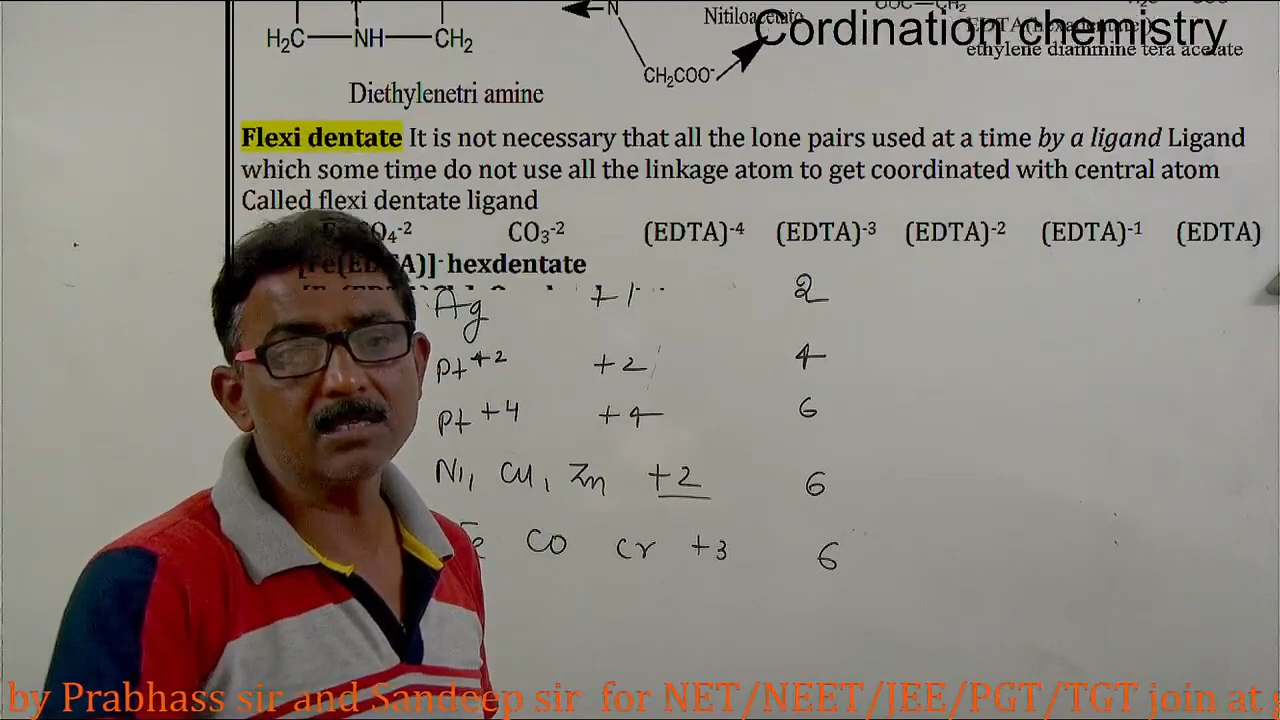 Cordination chemistry
N
Nitiloacetate
H₂C NH CH₂
CH₂COO⁻
EDTA(hexadentate)
ethylene diammine tera acetate
Diethylenetri amine
Flexi dentate It is not necessary that all the lone pairs used at a time by a ligand Ligand
which some time do not use all the linkage atom to get coordinated with central atom
Called flexi dentate ligand
CO₃⁻² (EDTA)⁻⁴ (EDTA)⁻³ (EDTA)⁻² (EDTA)⁻¹ (EDTA)
hexdentate
Ag +1 2
Pt⁺² +2 4
Pt⁺⁴ +4 6
Ni, Cu, Zn +2 6
Co Cr +3 6
by Prabhass sir and Sandeep sir for NET/NEET/JEE/PGT/TGT join at